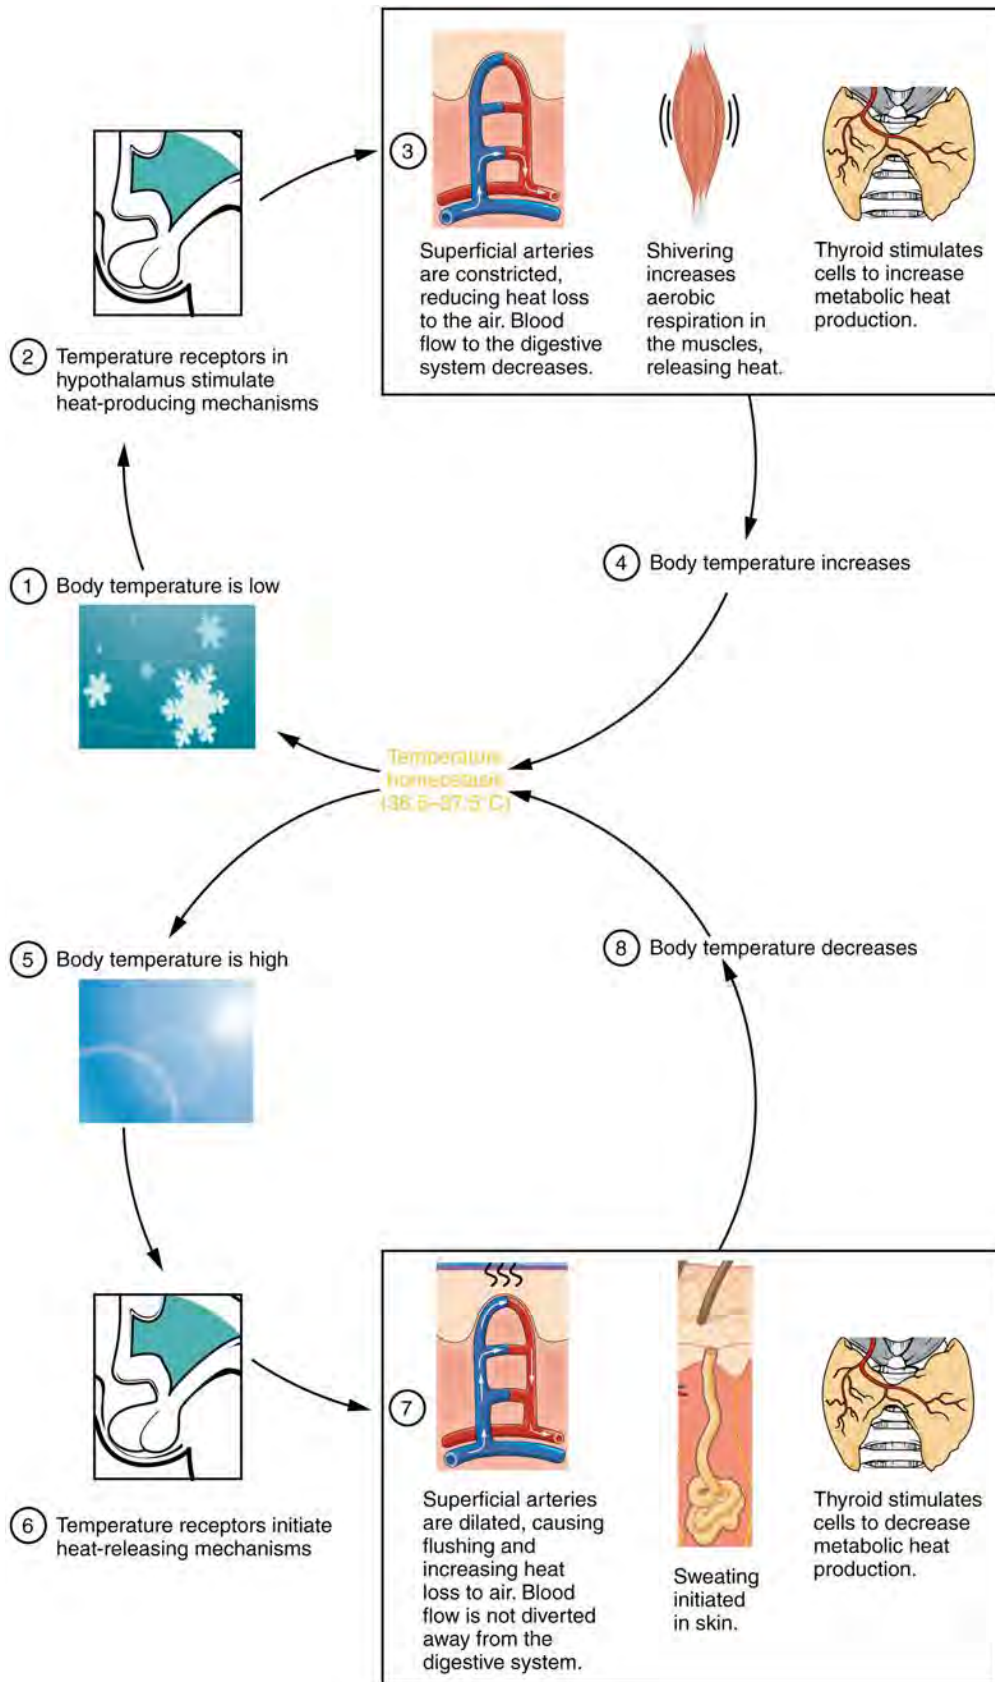 3
Superficial arteries
are constricted,
reducing heat loss
to the air. Blood
flow to the digestive
system decreases.
Shivering
increases
aerobic
respiration in
the muscles,
releasing heat.
Thyroid stimulates
cells to increase
metabolic heat
production.
2 Temperature receptors in
hypothalamus stimulate
heat-producing mechanisms
1 Body temperature is low
4 Body temperature increases
Temperature
homeostasis
(36.5–37.5°C)
5 Body temperature is high
8 Body temperature decreases
6 Temperature receptors initiate
heat-releasing mechanisms
7
Superficial arteries
are dilated, causing
flushing and
increasing heat
loss to air. Blood
flow is not diverted
away from the
digestive system.
Sweating
initiated
in skin.
Thyroid stimulates
cells to decrease
metabolic heat
production.